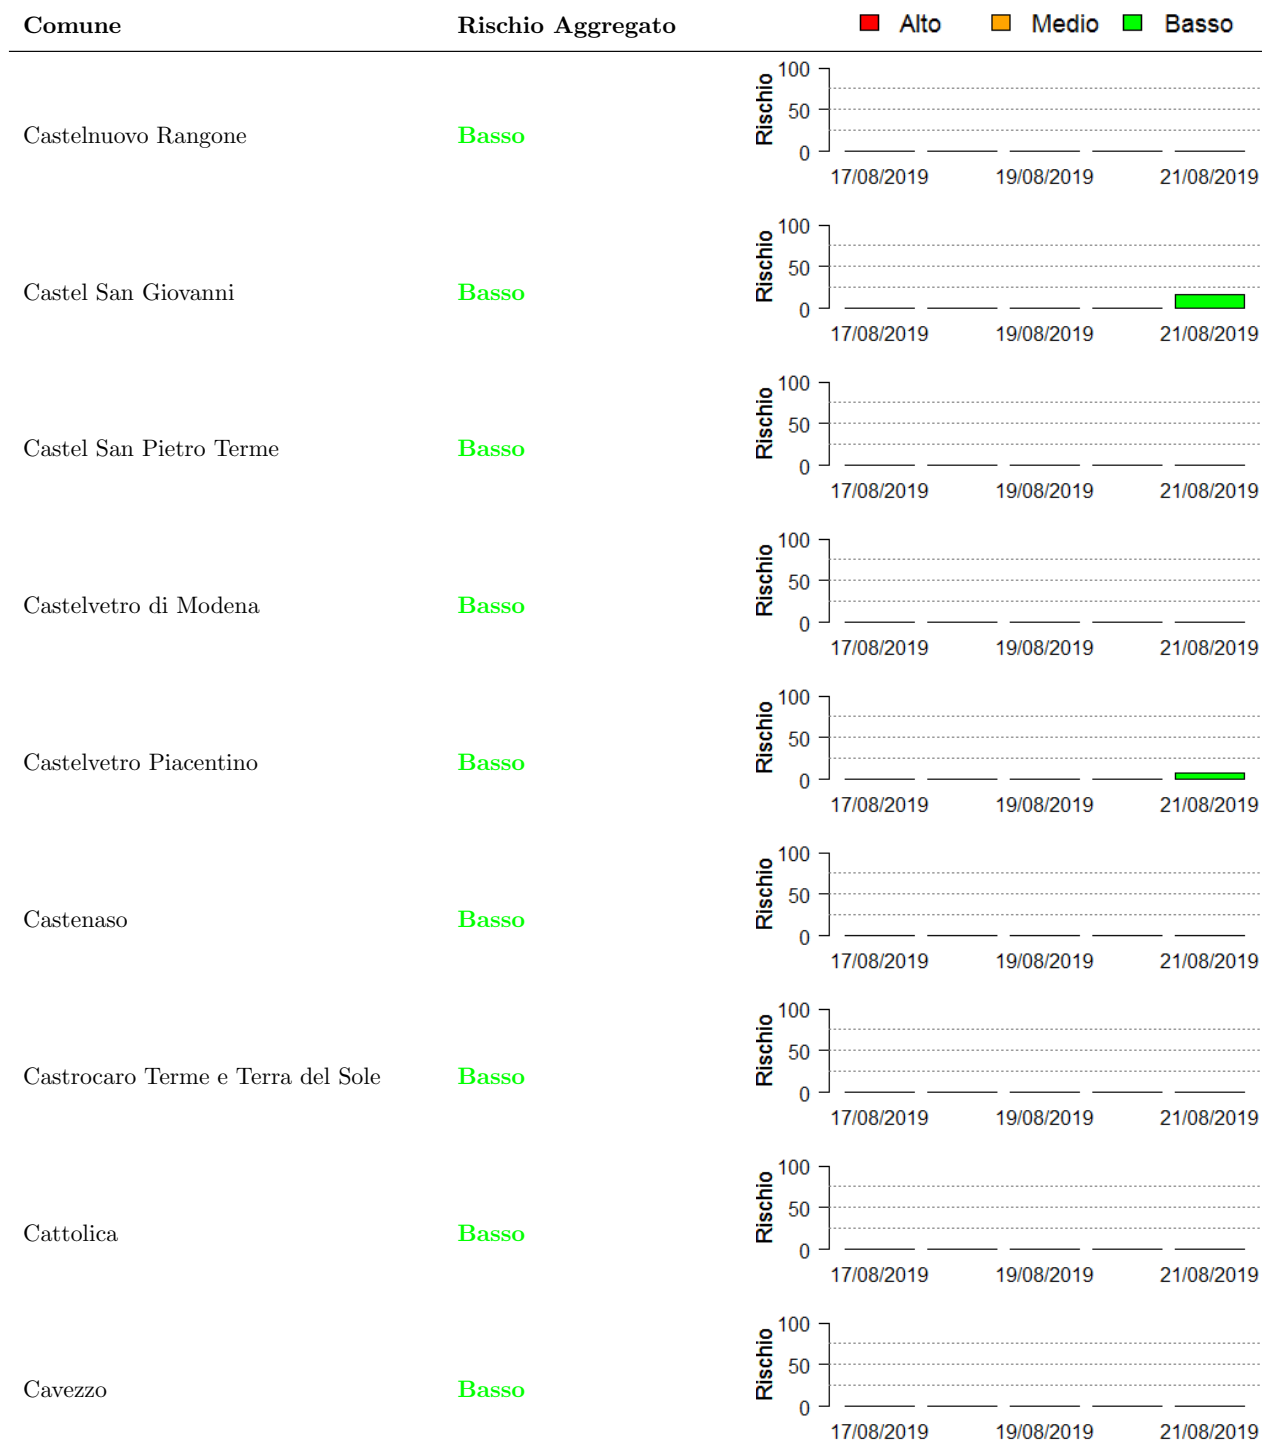 Comune Rischio Aggregato Alto Medio Basso
100
50
0
Rischio
Castelnuovo Rangone Basso
17/08/2019 19/08/2019 21/08/2019
100
50
0
Rischio
Castel San Giovanni Basso
17/08/2019 19/08/2019 21/08/2019
100
50
0
Rischio
Castel San Pietro Terme Basso
17/08/2019 19/08/2019 21/08/2019
100
50
0
Rischio
Castelvetro di Modena Basso
17/08/2019 19/08/2019 21/08/2019
100
50
0
Rischio
Castelvetro Piacentino Basso
17/08/2019 19/08/2019 21/08/2019
100
50
0
Rischio
Castenaso Basso
17/08/2019 19/08/2019 21/08/2019
100
50
0
Rischio
Castrocaro Terme e Terra del Sole Basso
17/08/2019 19/08/2019 21/08/2019
100
50
0
Rischio
Cattolica Basso
17/08/2019 19/08/2019 21/08/2019
100
50
0
Rischio
Cavezzo Basso
17/08/2019 19/08/2019 21/08/2019